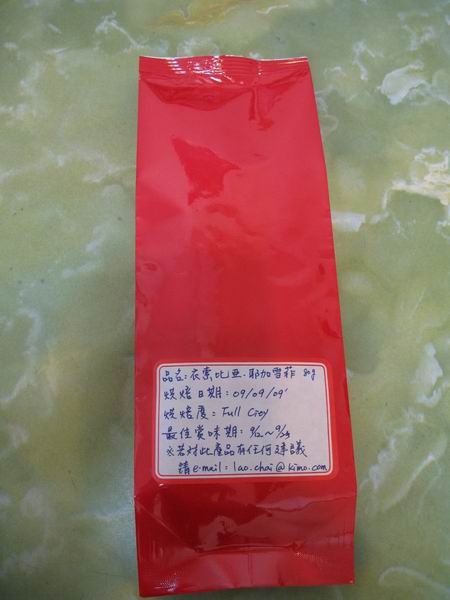 品名:衣索比亞.耶加雪菲 80g
烘焙日期:09/09/09'
烘焙度:Full City
最佳賞味期:9/12~9/23
※若對此產品有任何建議
請e-mail:lao.chai@kimo.com